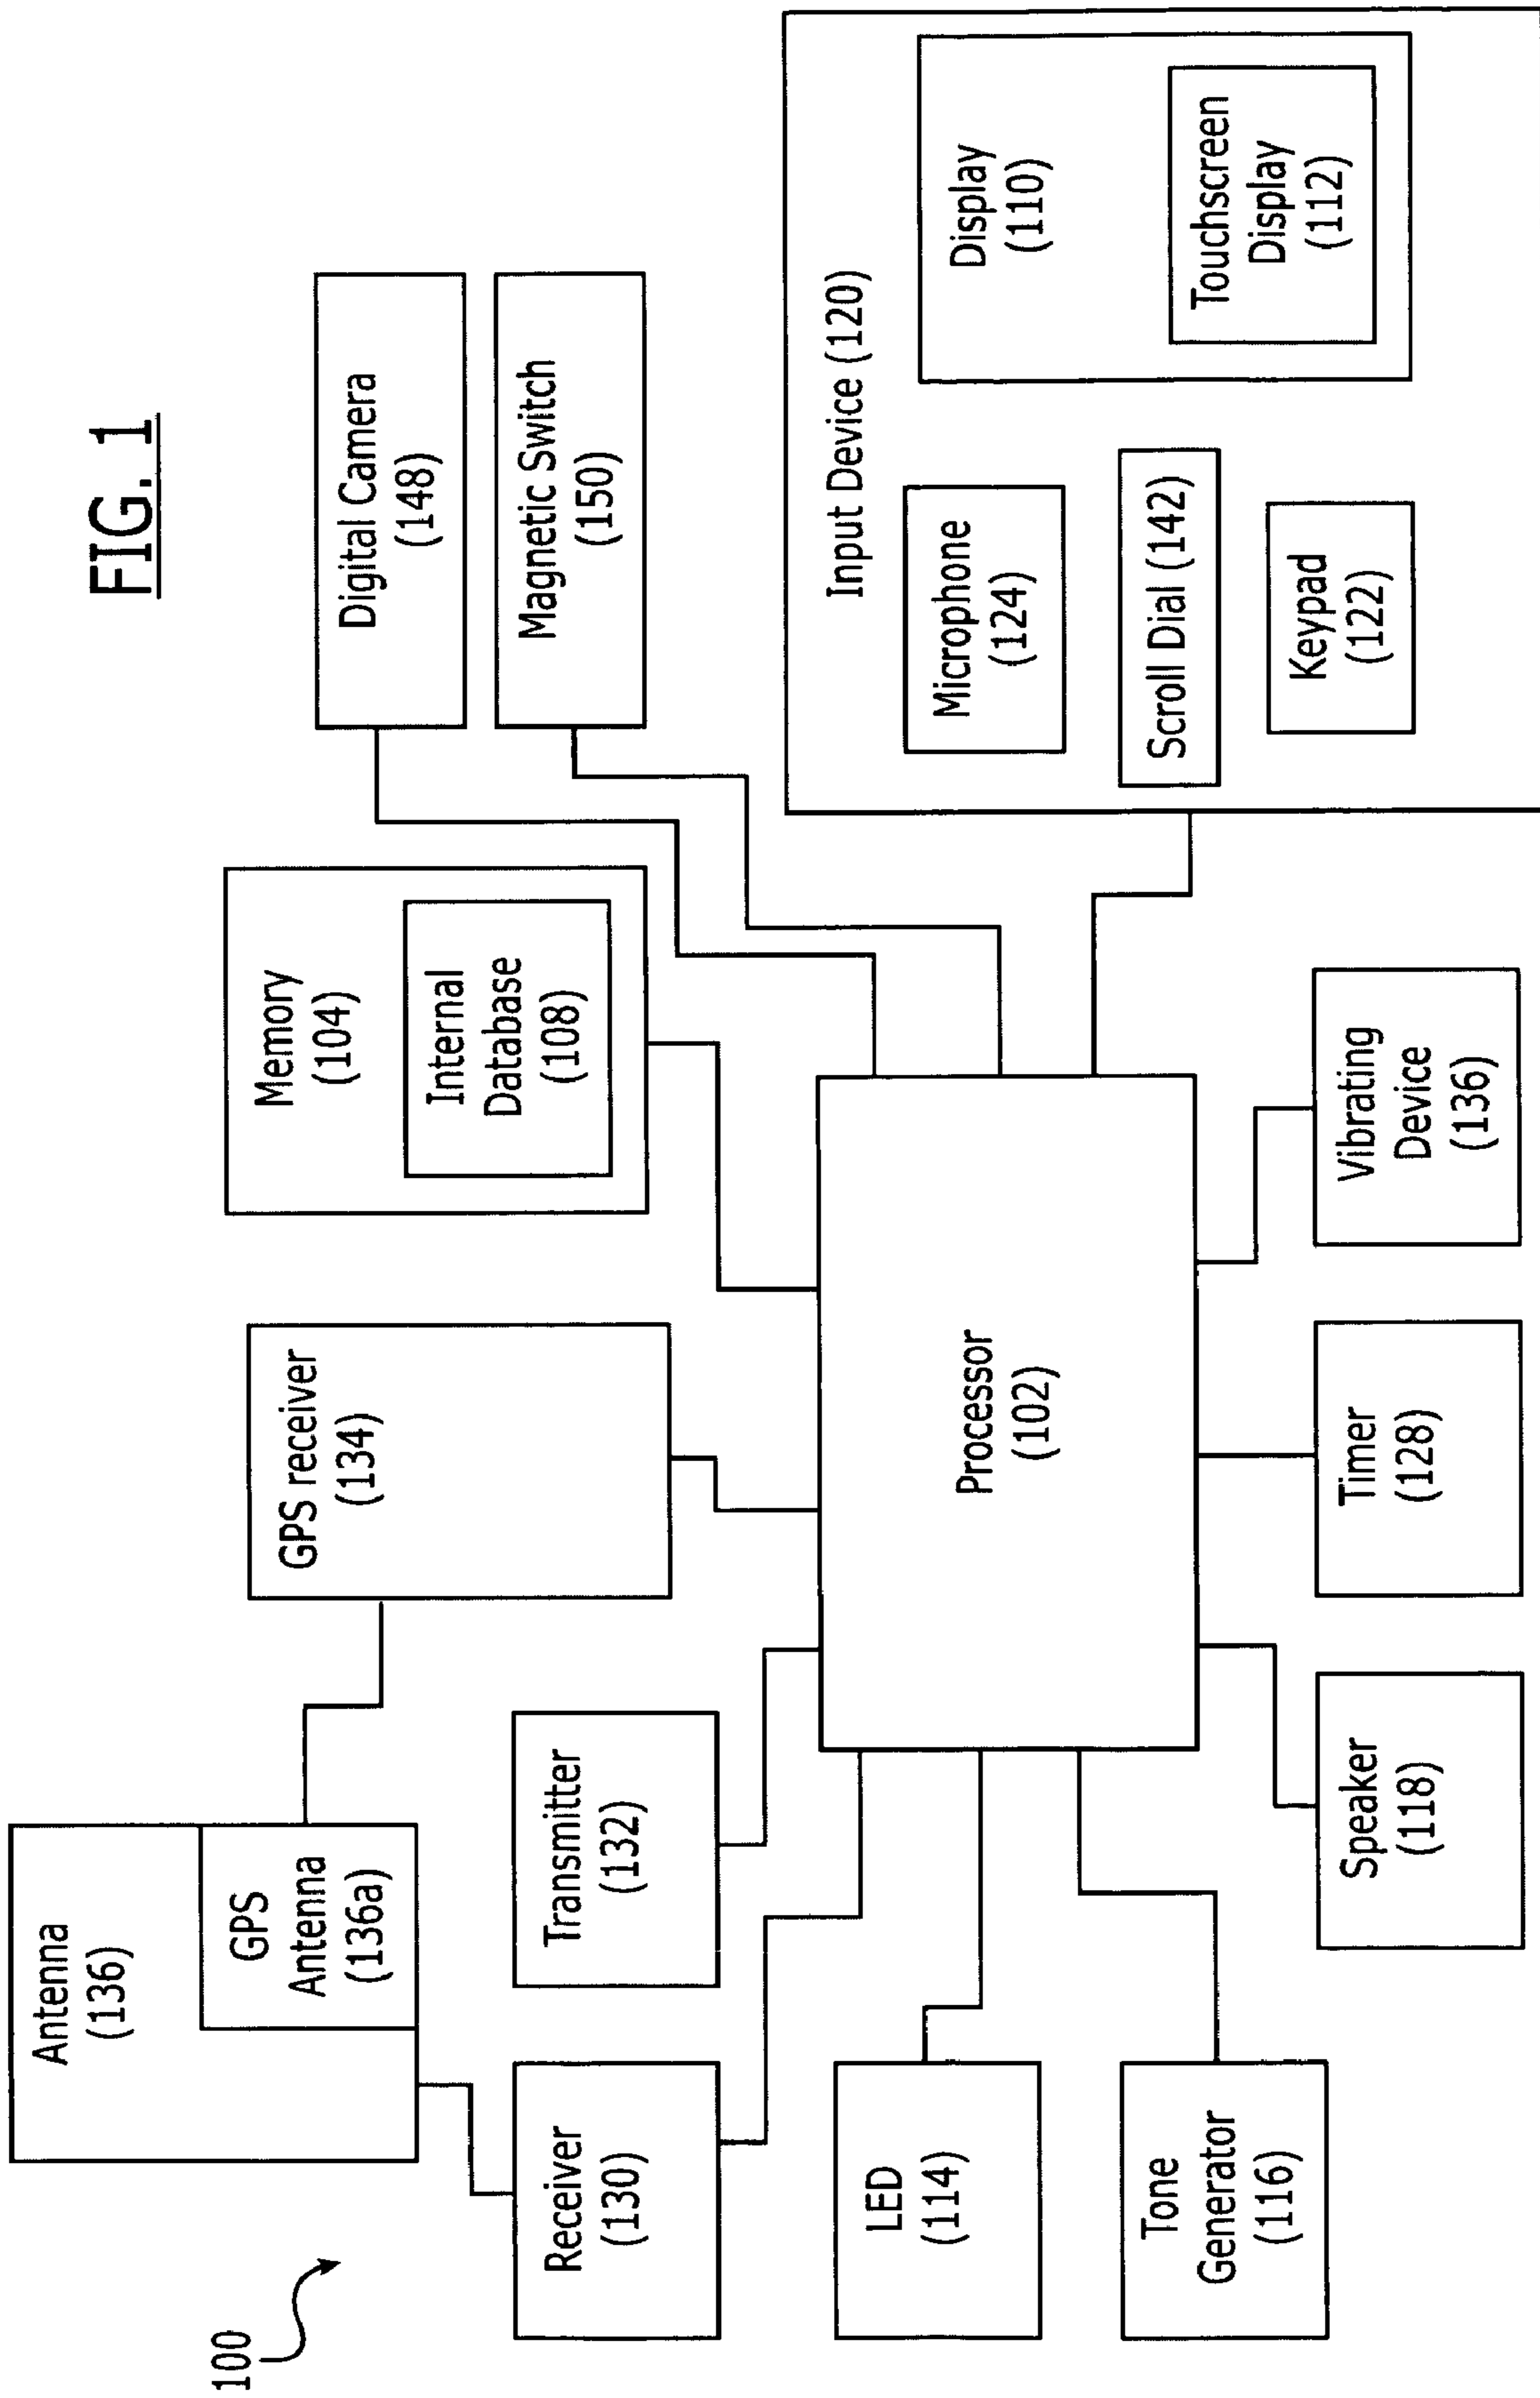 FIG. 1
100
Antenna
(136)
GPS
Antenna
(136a)
GPS receiver
(134)
Memory
(104)
Internal
Database
(108)
Digital Camera
(148)
Magnetic Switch
(150)
Receiver
(130)
Transmitter
(132)
LED
(114)
Tone
Generator
(116)
Processor
(102)
Input Device (120)
Microphone
(124)
Scroll Dial (142)
Keypad
(122)
Display
(110)
Touchscreen
Display
(112)
Speaker
(118)
Timer
(128)
Vibrating
Device
(136)